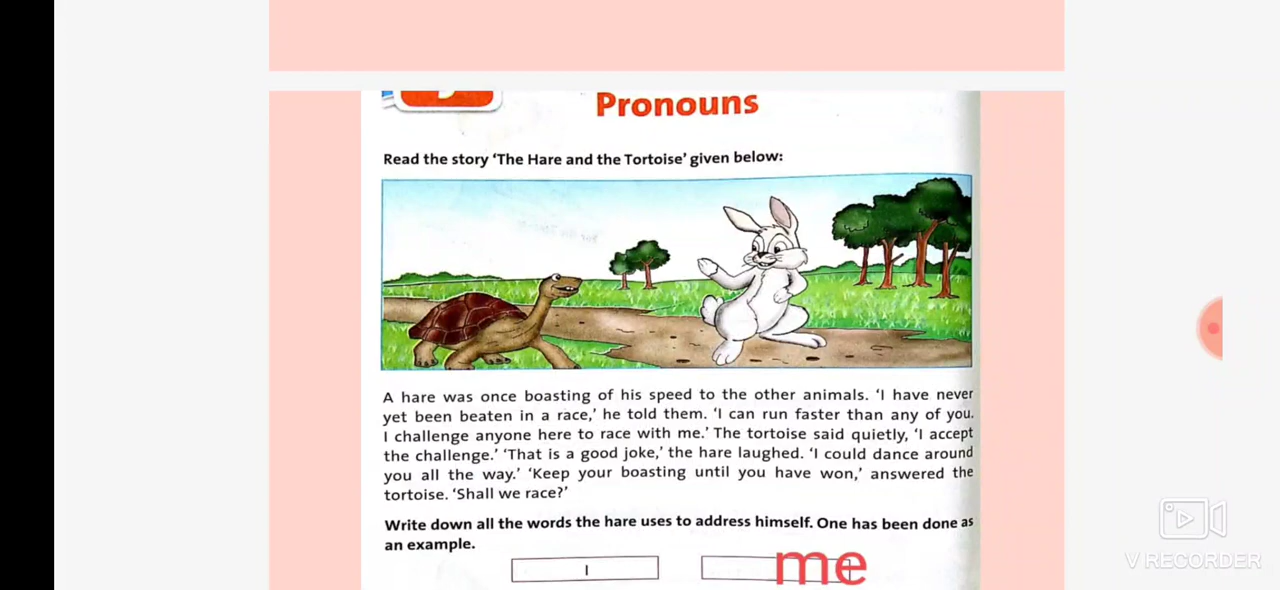 Pronouns
Read the story ‘The Hare and the Tortoise’ given below:
A hare was once boasting of his speed to the other animals. ‘I have never
yet been beaten in a race,’ he told them. ‘I can run faster than any of you.
I challenge anyone here to race with me.’ The tortoise said quietly, ‘I accept
the challenge.’ ‘That is a good joke,’ the hare laughed. ‘I could dance around
you all the way.’ ‘Keep your boasting until you have won,’ answered the
tortoise. ‘Shall we race?’
Write down all the words the hare uses to address himself. One has been done as
an example.
I me
V RECORDER